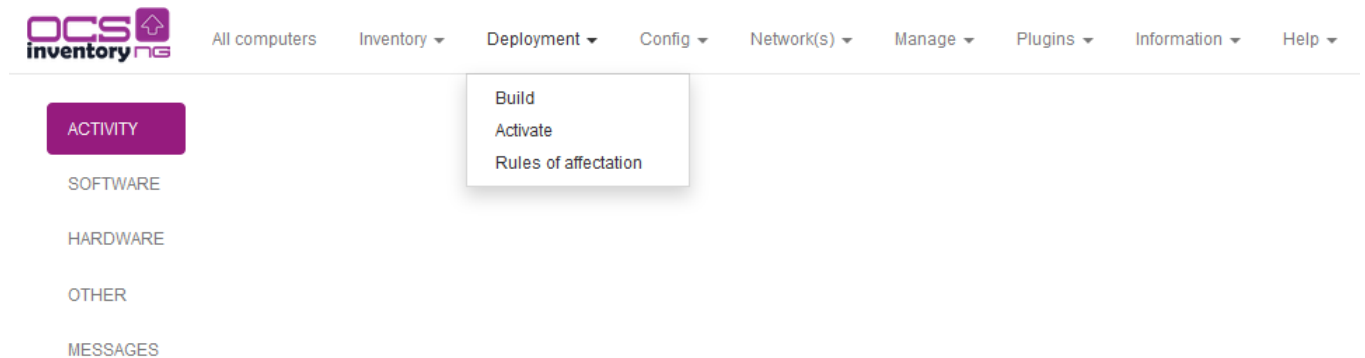 OCS
inventory NG
All computers Inventory Deployment Config Network(s) Manage Plugins Information Help
Build
Activate
Rules of affectation
ACTIVITY
SOFTWARE
HARDWARE
OTHER
MESSAGES